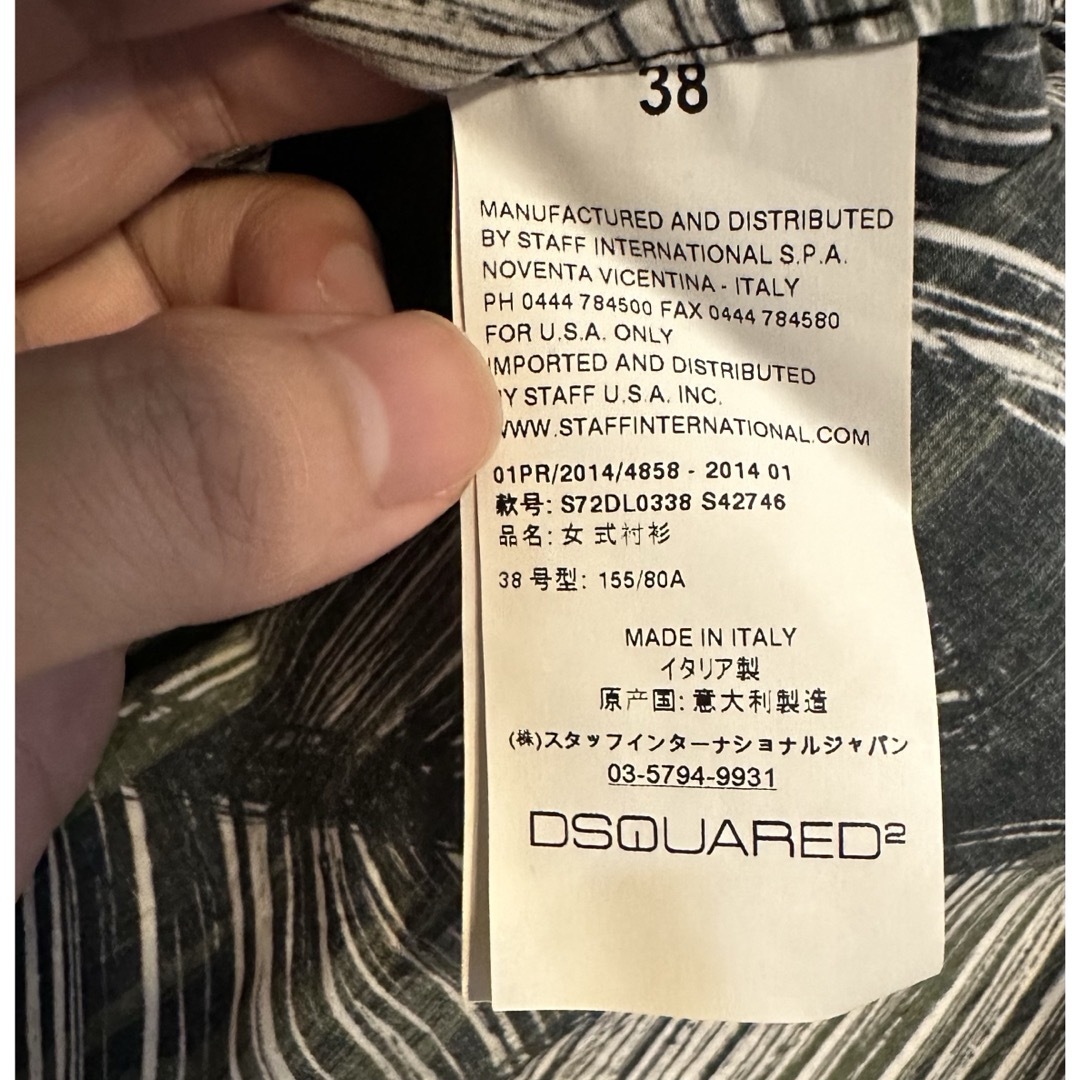 38
MANUFACTURED AND DISTRIBUTED
BY STAFF INTERNATIONAL S.P.A.
NOVENTA VICENTINA - ITALY
PH 0444 784500 FAX 0444 784580
FOR U.S.A. ONLY
IMPORTED AND DISTRIBUTED
BY STAFF U.S.A. INC.
WWW.STAFFINTERNATIONAL.COM
01PR/2014/4858 - 2014 01
款号: S72DL0338 S42746
品名: 女式衬衫
38 号型: 155/80A
MADE IN ITALY
イタリア製
原产国: 意大利製造
(株)スタッフインターナショナルジャパン
03-5794-9931
DSQUARED2